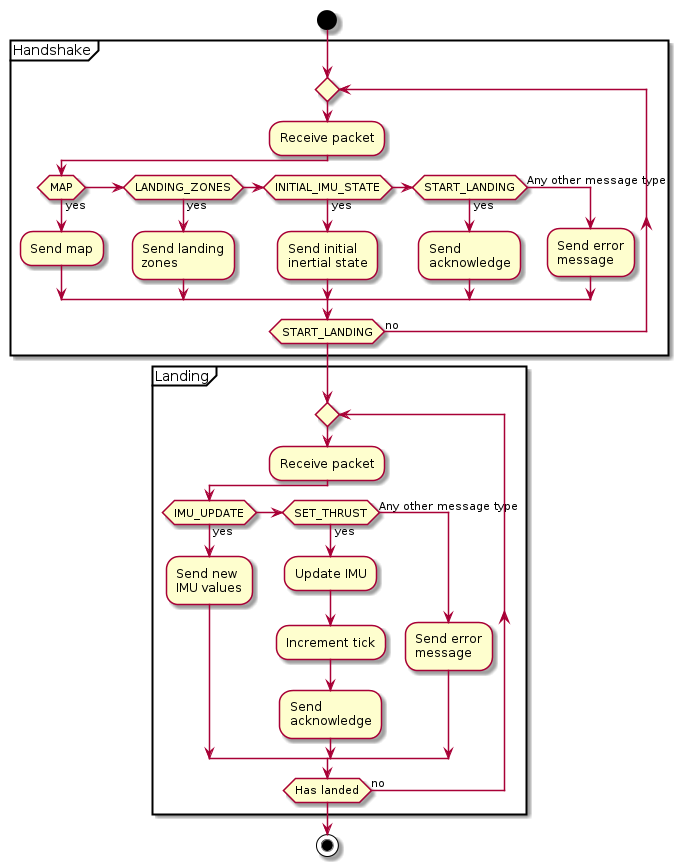 Handshake
Receive packet
MAP
LANDING_ZONES
INITIAL_IMU_STATE
START_LANDING
Any other message type
yes
yes
yes
yes
Send map
Send landing
zones
Send initial
inertial state
Send
acknowledge
Send error
message
START_LANDING
no
Landing
Receive packet
IMU_UPDATE
SET_THRUST
Any other message type
yes
yes
Send new
IMU values
Update IMU
Increment tick
Send error
message
Send
acknowledge
Has landed
no